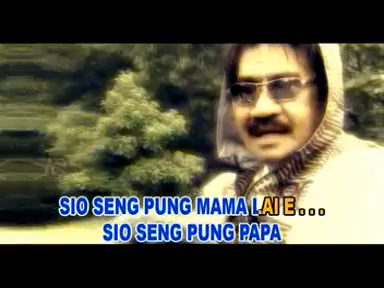 SIO SENG PUNG MAMA LAI E . . .
SIO SENG PUNG PAPA